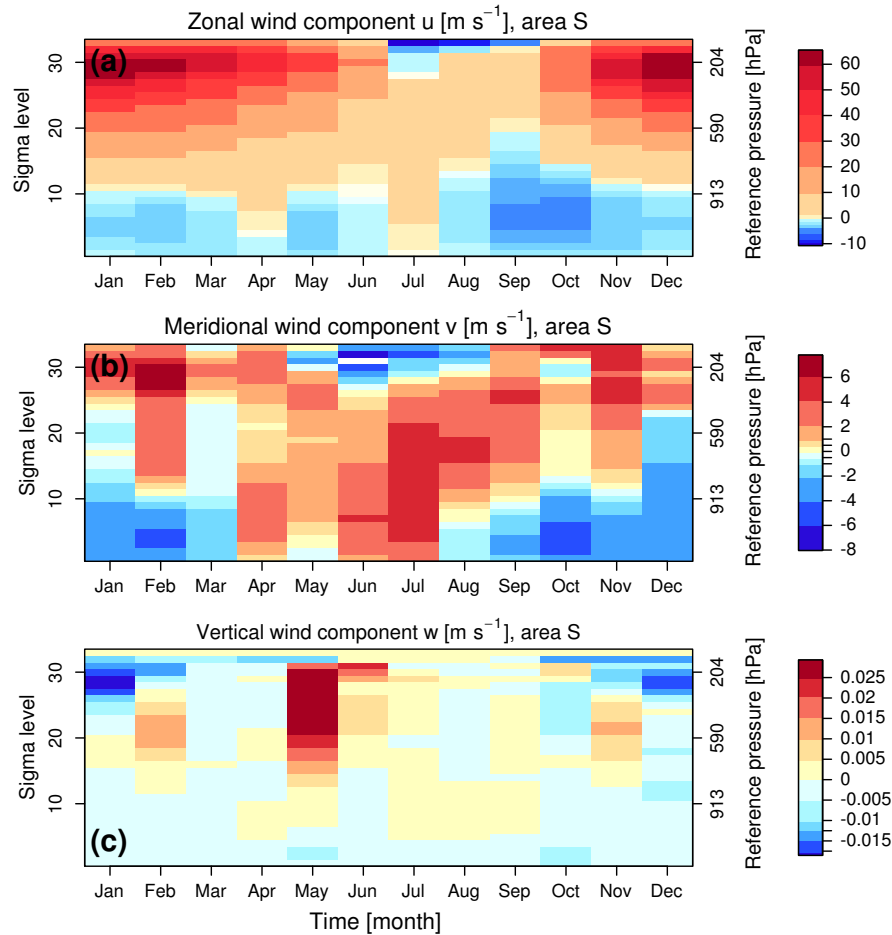 Zonal wind component u [m s⁻¹], area S
(a)
Sigma level
30
20
10
204
590
913
Reference pressure [hPa]
60
50
40
30
20
10
0
-10
Jan Feb Mar Apr May Jun Jul Aug Sep Oct Nov Dec
Meridional wind component v [m s⁻¹], area S
(b)
Sigma level
30
20
10
204
590
913
Reference pressure [hPa]
6
4
2
0
-2
-4
-6
-8
Jan Feb Mar Apr May Jun Jul Aug Sep Oct Nov Dec
Vertical wind component w [m s⁻¹], area S
(c)
Sigma level
30
20
10
204
590
913
Reference pressure [hPa]
0.025
0.02
0.015
0.01
0.005
0
-0.005
-0.01
-0.015
Jan Feb Mar Apr May Jun Jul Aug Sep Oct Nov Dec
Time [month]